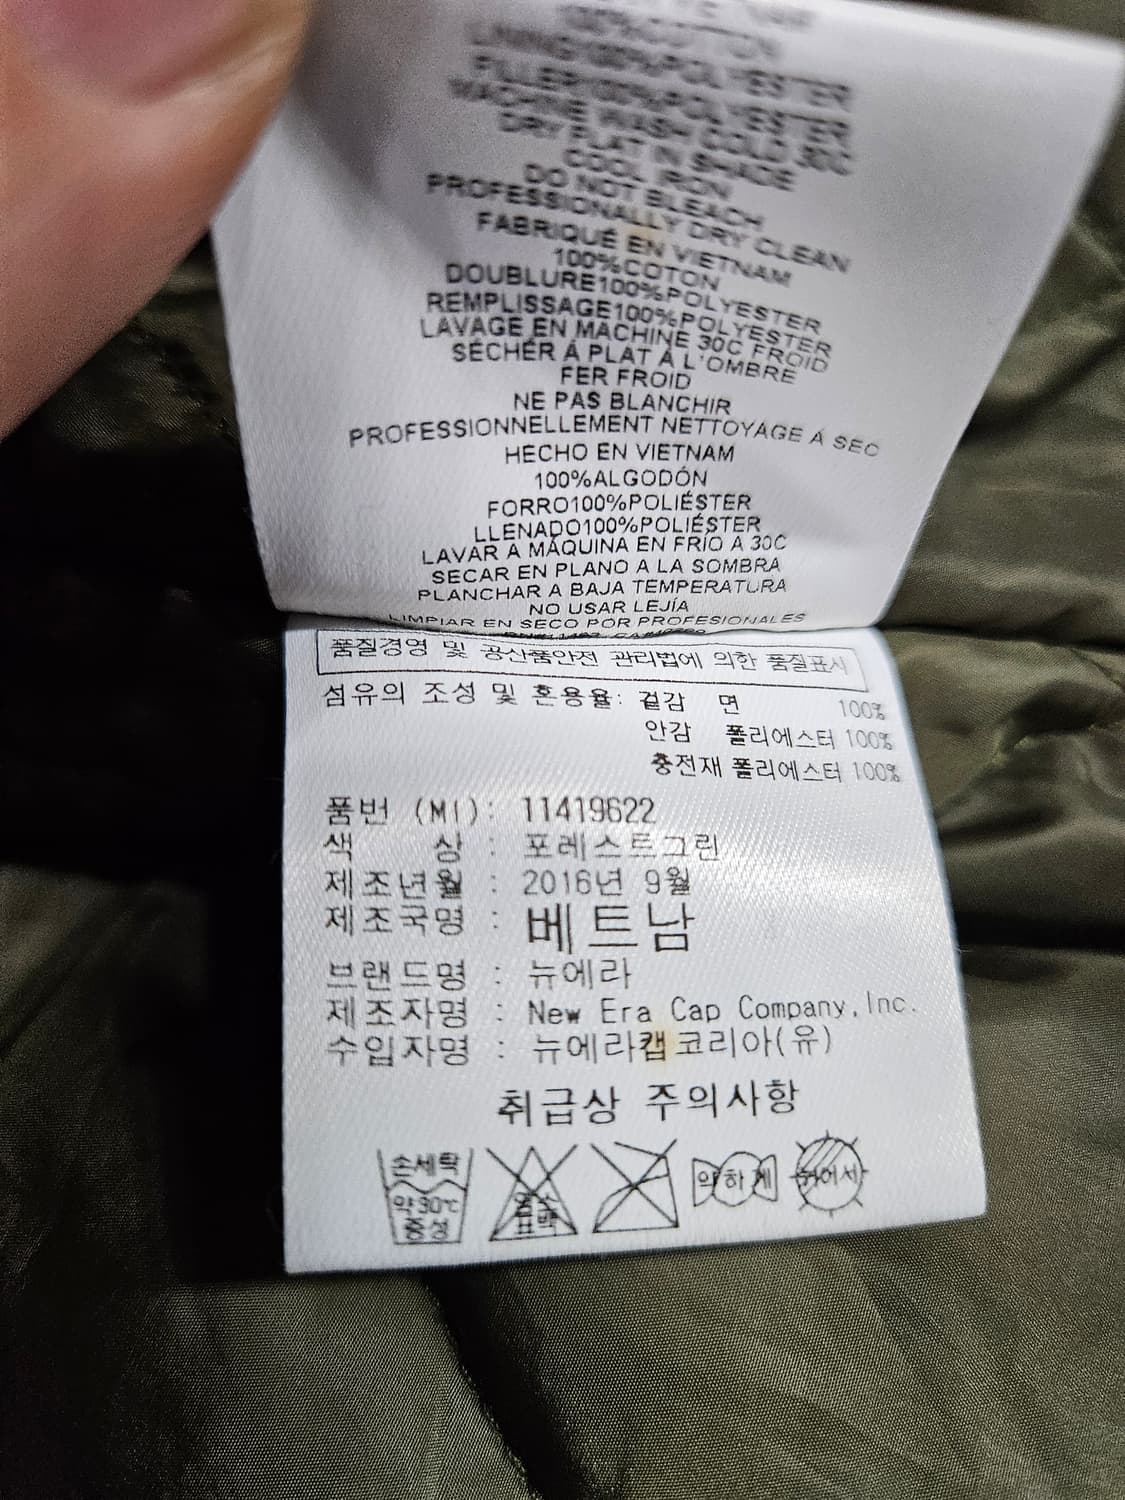 100%COTTON
LINING100%POLYESTER
FILLER100%POLYESTER
MACHINE WASH COLD 30C
DRY FLAT IN SHADE
COOL IRON
DO NOT BLEACH
PROFESSIONALLY DRY CLEAN
FABRIQUÉ EN VIETNAM
100%COTON
DOUBLURE100%POLYESTER
REMPLISSAGE100%POLYESTER
LAVAGE EN MACHINE 30C FROID
SÉCHER Á PLAT Á L'OMBRE
FER FROID
NE PAS BLANCHIR
PROFESSIONNELLEMENT NETTOYAGE Á SEC
HECHO EN VIETNAM
100%ALGODÓN
FORRO100%POLIÉSTER
LLENADO100%POLIÉSTER
LAVAR A MÁQUINA EN FRÍO A 30C
SECAR EN PLANO A LA SOMBRA
PLANCHAR A BAJA TEMPERATURA
NO USAR LEJÍA
LIMPIAR EN SECO POR PROFESIONALES
품질경영 및 공산품안전 관리법에 의한 품질표시
섬유의 조성 및 혼용율: 겉감 면 100%
안감 폴리에스터 100%
충전재 폴리에스터 100%
품번 (MI): 11419622
색 상 : 포레스트그린
제조년월 : 2016년 9월
제조국명 : 베트남
브랜드명 : 뉴에라
제조자명 : New Era Cap Company,Inc.
수입자명 : 뉴에라캡코리아(유)
취급상 주의사항
손세탁
약30℃
중성
염소
표백
약하게
뉘어서